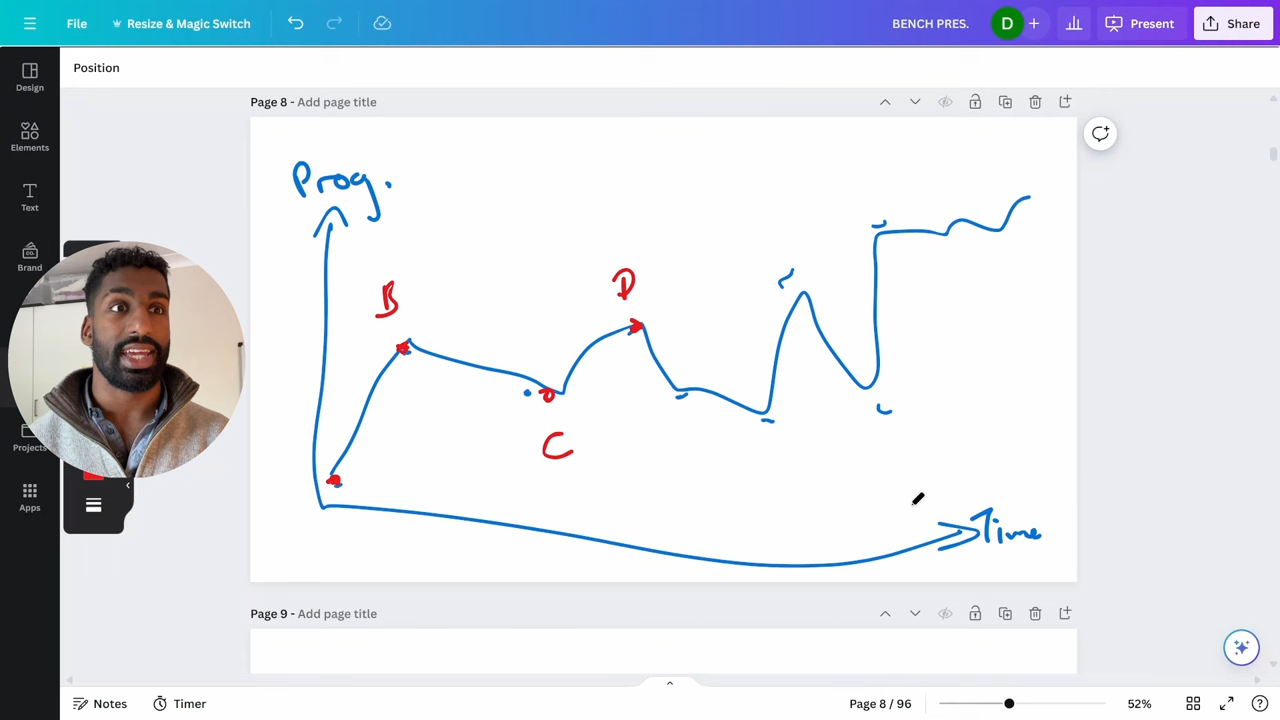 File
Resize & Magic Switch
BENCH PRES.
D
Present
Share
Design
Elements
Text
Brand
Projects
Apps
Position
Page 8 - Add page title
Prog.
B
C
D
Time
Page 9 - Add page title
Notes
Timer
Page 8 / 96
52%